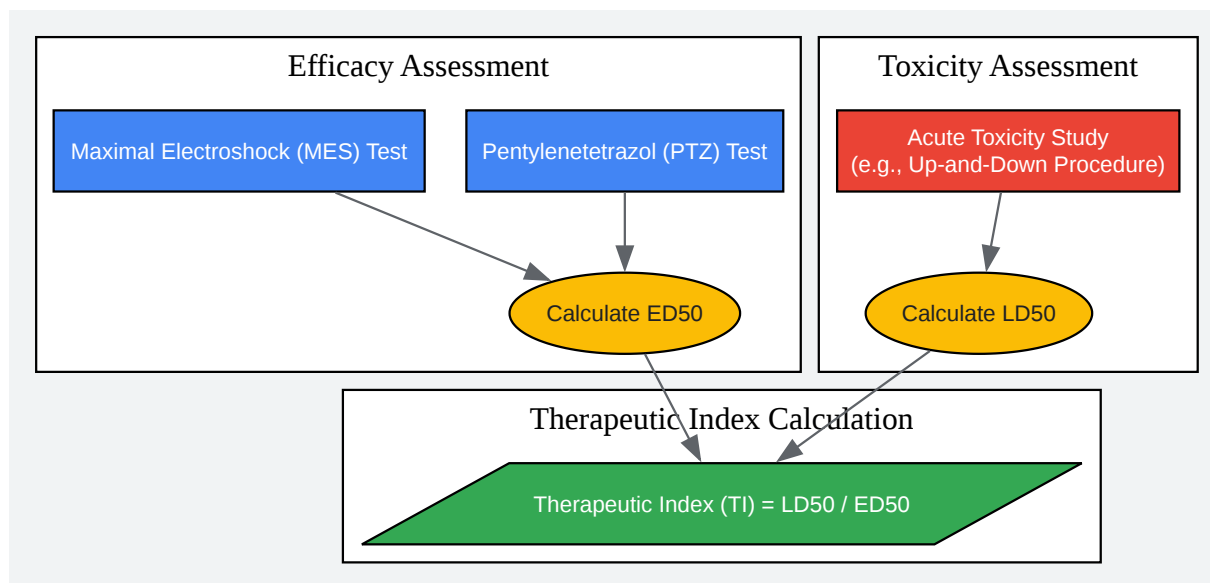 Efficacy Assessment
Toxicity Assessment
Maximal Electroshock (MES) Test
Pentylenetetrazol (PTZ) Test
Acute Toxicity Study
(e.g., Up-and-Down Procedure)
Calculate ED50
Calculate LD50
Therapeutic Index Calculation
Therapeutic Index (TI) = LD50 / ED50